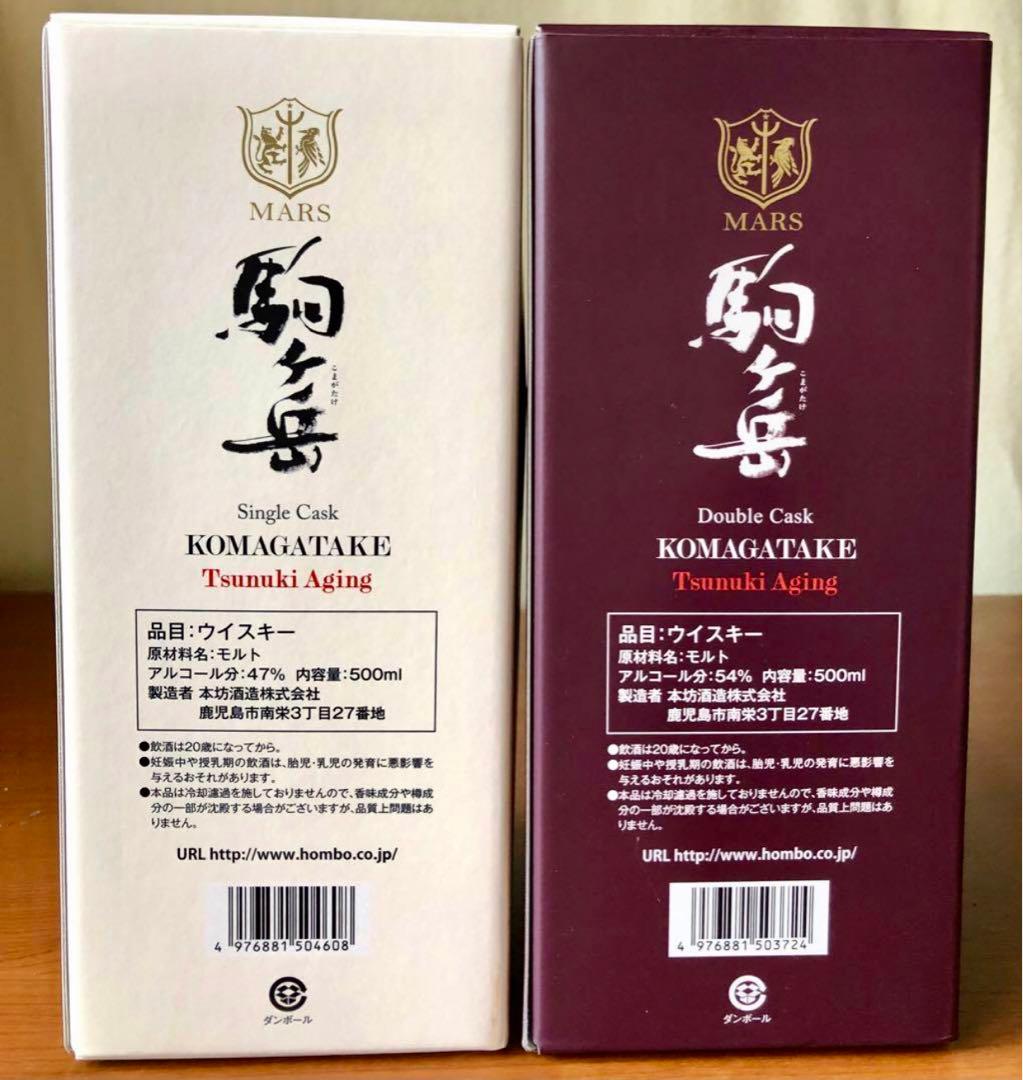 MARS
駒ヶ岳
こまがたけ
Single Cask
KOMAGATAKE
Tsunuki Aging
品目:ウイスキー
原材料名:モルト
アルコール分:47% 内容量:500ml
製造者 本坊酒造株式会社
鹿児島市南栄3丁目27番地
●飲酒は20歳になってから。
●妊娠中や授乳期の飲酒は、胎児・乳児の発育に悪影響を
与えるおそれがあります。
●本品は冷却濾過を施しておりませんので、香味成分や樽成
分の一部が沈殿する場合がございますが、品質上問題はあ
りません。
URL http://www.hombo.co.jp/
4 976881 504608
ダンボール
MARS
駒ヶ岳
こまがたけ
Double Cask
KOMAGATAKE
Tsunuki Aging
品目:ウイスキー
原材料名:モルト
アルコール分:54% 内容量:500ml
製造者 本坊酒造株式会社
鹿児島市南栄3丁目27番地
●飲酒は20歳になってから。
●妊娠中や授乳期の飲酒は、胎児・乳児の発育に悪影響を
与えるおそれがあります。
●本品は冷却濾過を施しておりませんので、香味成分や樽成
分の一部が沈殿する場合がございますが、品質上問題はあ
りません。
URL http://www.hombo.co.jp/
4 976881 503724
ダンボール